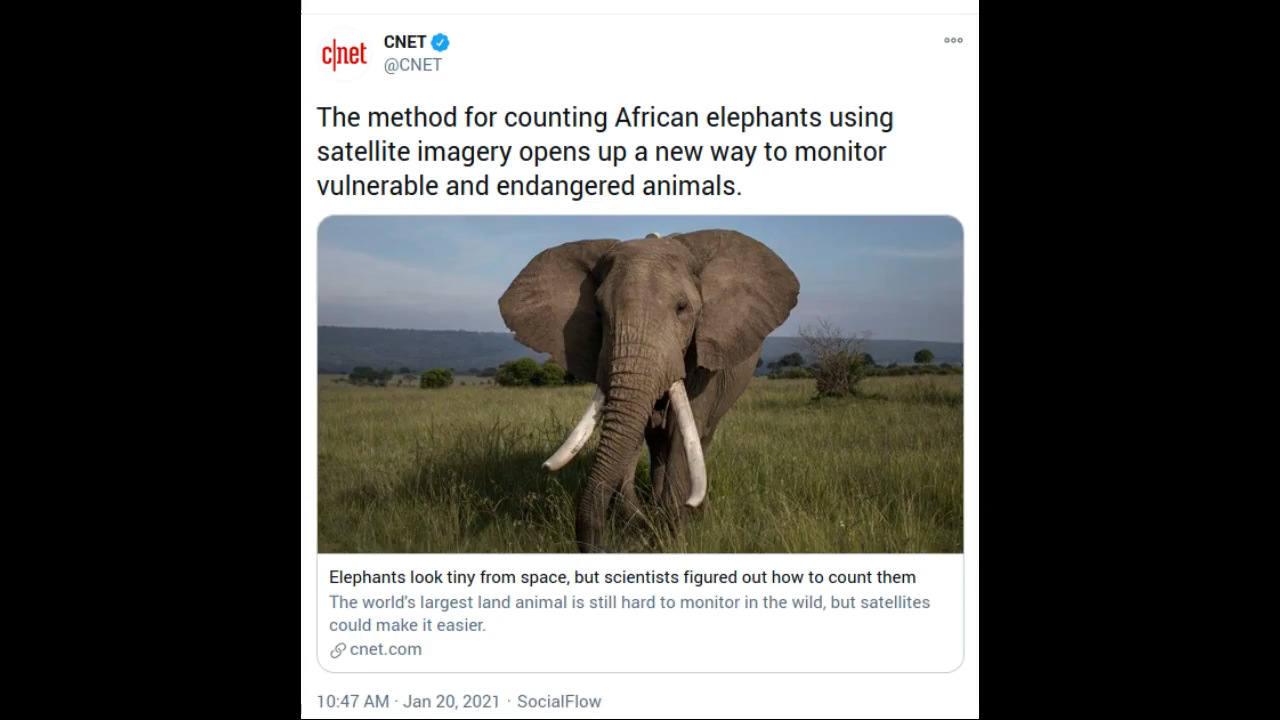 c|net
CNET
@CNET
The method for counting African elephants using
satellite imagery opens up a new way to monitor
vulnerable and endangered animals.
Elephants look tiny from space, but scientists figured out how to count them
The world's largest land animal is still hard to monitor in the wild, but satellites
could make it easier.
cnet.com
10:47 AM · Jan 20, 2021 · SocialFlow